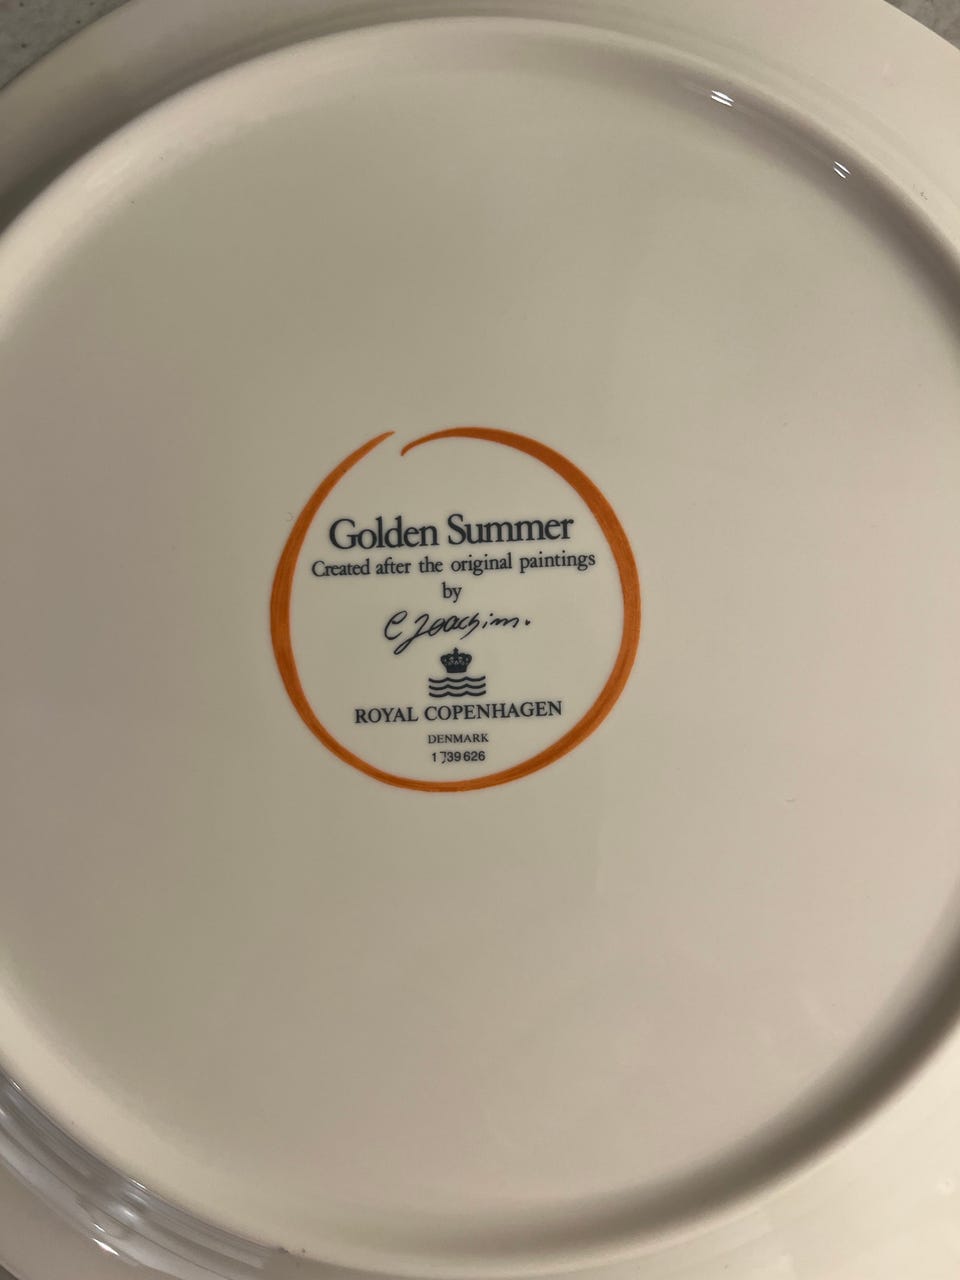 Golden Summer
Created after the original paintings
by
C Joachim.
ROYAL COPENHAGEN
DENMARK
1739626